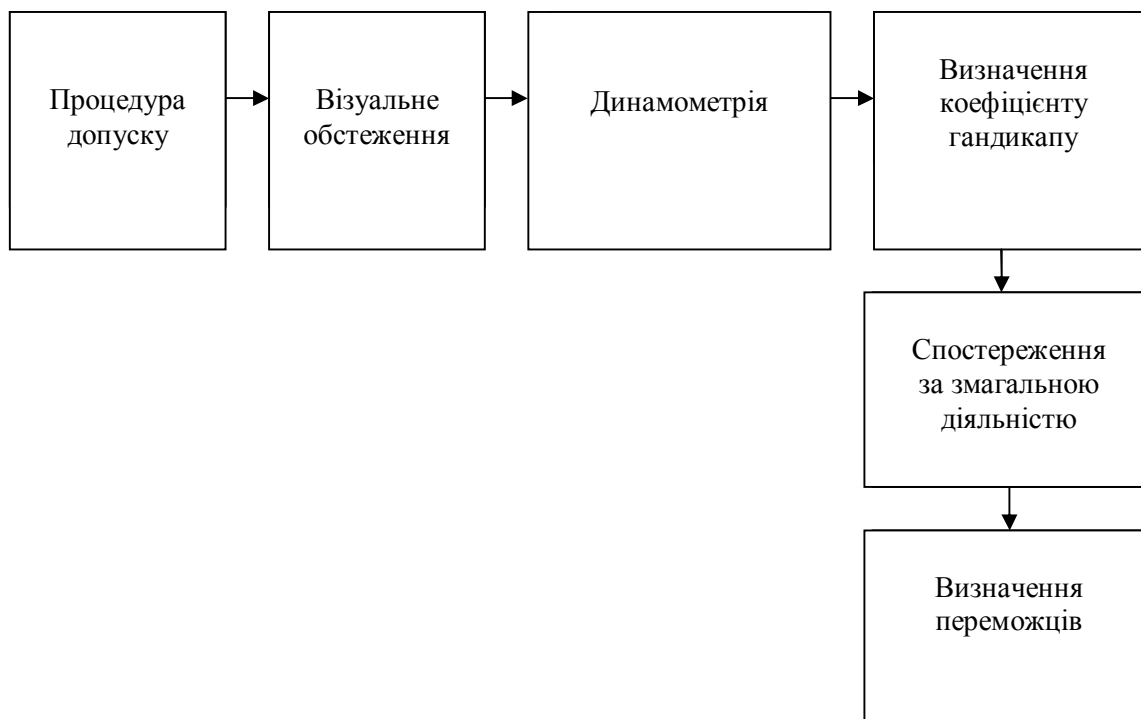 Процедура
допуску
Візуальне
обстеження
Динамометрія
Визначення
коефіцієнту
гандикапу
Спостереження
за змагальною
діяльністю
Визначення
переможців